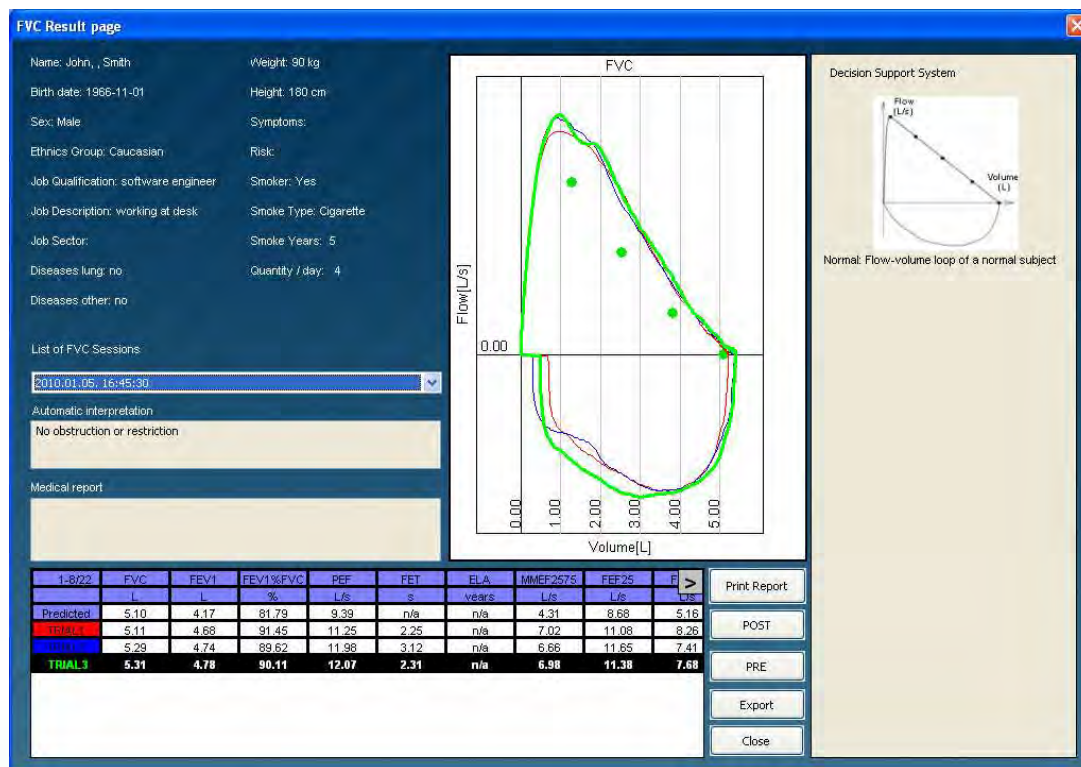 FVC Result page
Name: John, , Smith
Weight: 90 kg
Birth date: 1966-11-01
Height: 180 cm
Sex: Male
Symptoms:
Ethnics Group: Caucasian
Risk:
Job Qualification: software engineer
Smoker: Yes
Job Description: working at desk
Smoke Type: Cigarette
Job Sector:
Smoke Years: 5
Diseases lung: no
Quantity / day: 4
Diseases other: no
List of FVC Sessions
2010.01.05. 16:45:30
Automatic interpretation
No obstruction or restriction
Medical report
FVC
Flow[L/s]
0.00
0.00 1.00 2.00 3.00 4.00 5.00
Volume[L]
Decision Support System
Flow
(L/s)
Volume
(L)
Normal: Flow-volume loop of a normal subject
1-8/22 FVC FEV1 FEV1%FVC PEF FET ELA MMEF2575 FEF25 F >
L L % L/s s years L/s L/s L/s
Predicted 5.10 4.17 81.79 9.39 n/a n/a 4.31 8.68 5.16
TRIAL1 5.11 4.68 91.45 11.25 2.25 n/a 7.02 11.08 8.26
5.29 4.74 89.62 11.98 3.12 n/a 6.66 11.65 7.41
TRIAL3 5.31 4.78 90.11 12.07 2.31 n/a 6.98 11.38 7.68
Print Report
POST
PRE
Export
Close